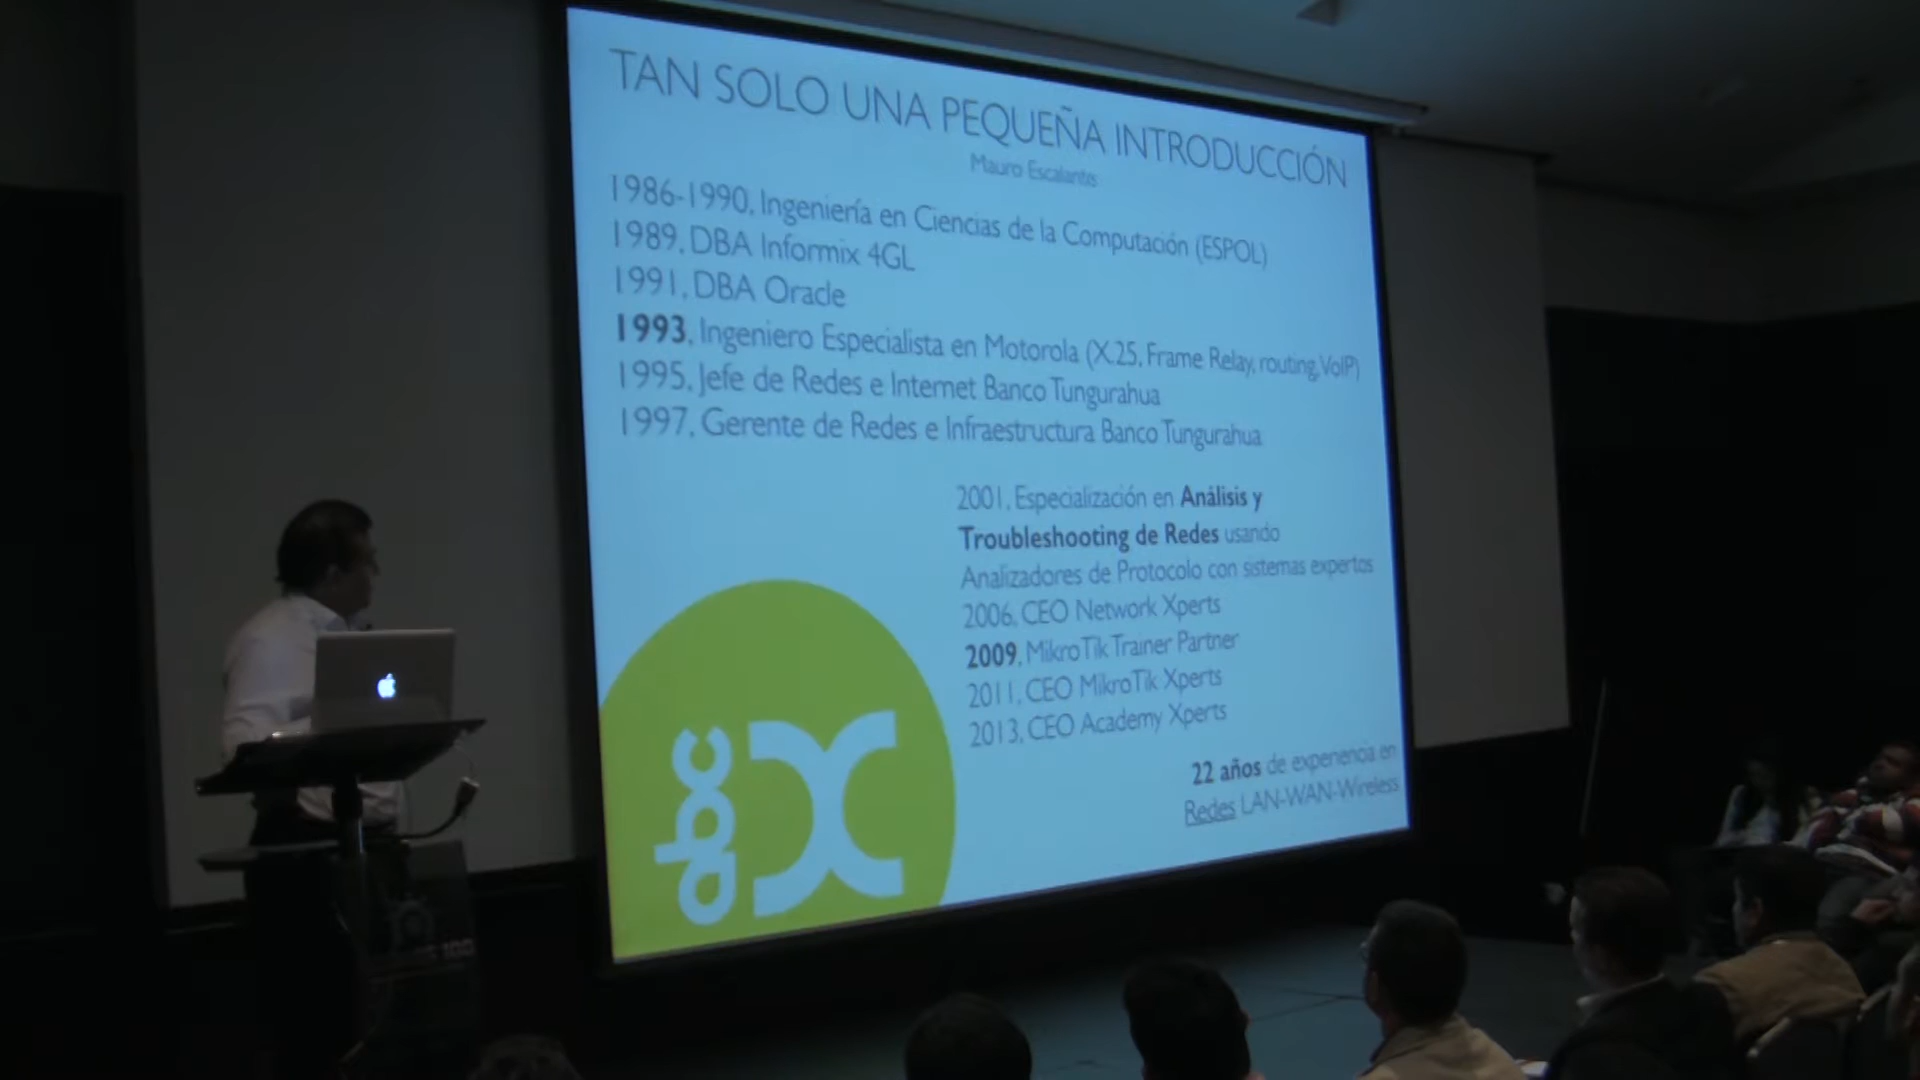 TAN SOLO UNA PEQUEÑA INTRODUCCIÓN
Mauro Escalante
1986-1990, Ingeniería en Ciencias de la Computación (ESPOL)
1989, DBA Informix 4GL
1991, DBA Oracle
1993, Ingeniero Especialista en Motorola (X.25, Frame Relay, routing, VoIP)
1995, Jefe de Redes e Internet Banco Tungurahua
1997, Gerente de Redes e Infraestructura Banco Tungurahua
2001, Especialización en Análisis y
Troubleshooting de Redes usando
Analizadores de Protocolo con sistemas expertos
2006, CEO Network Xperts
2009, MikroTik Trainer Partner
2011, CEO MikroTik Xperts
2013, CEO Academy Xperts
22 años de experiencia en
Redes LAN-WAN-Wireless
abc
X